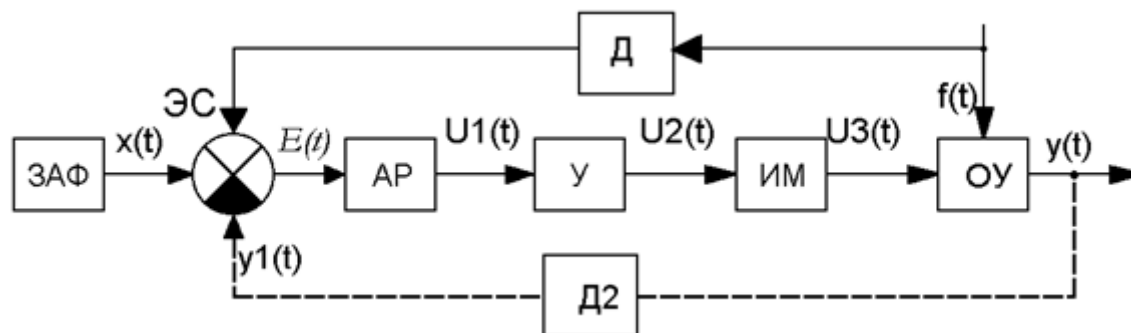 Д
ЭС
f(t)
x(t)
E(t)
U1(t)
U2(t)
U3(t)
y(t)
ЗАФ
АР
У
ИМ
ОУ
y1(t)
Д2